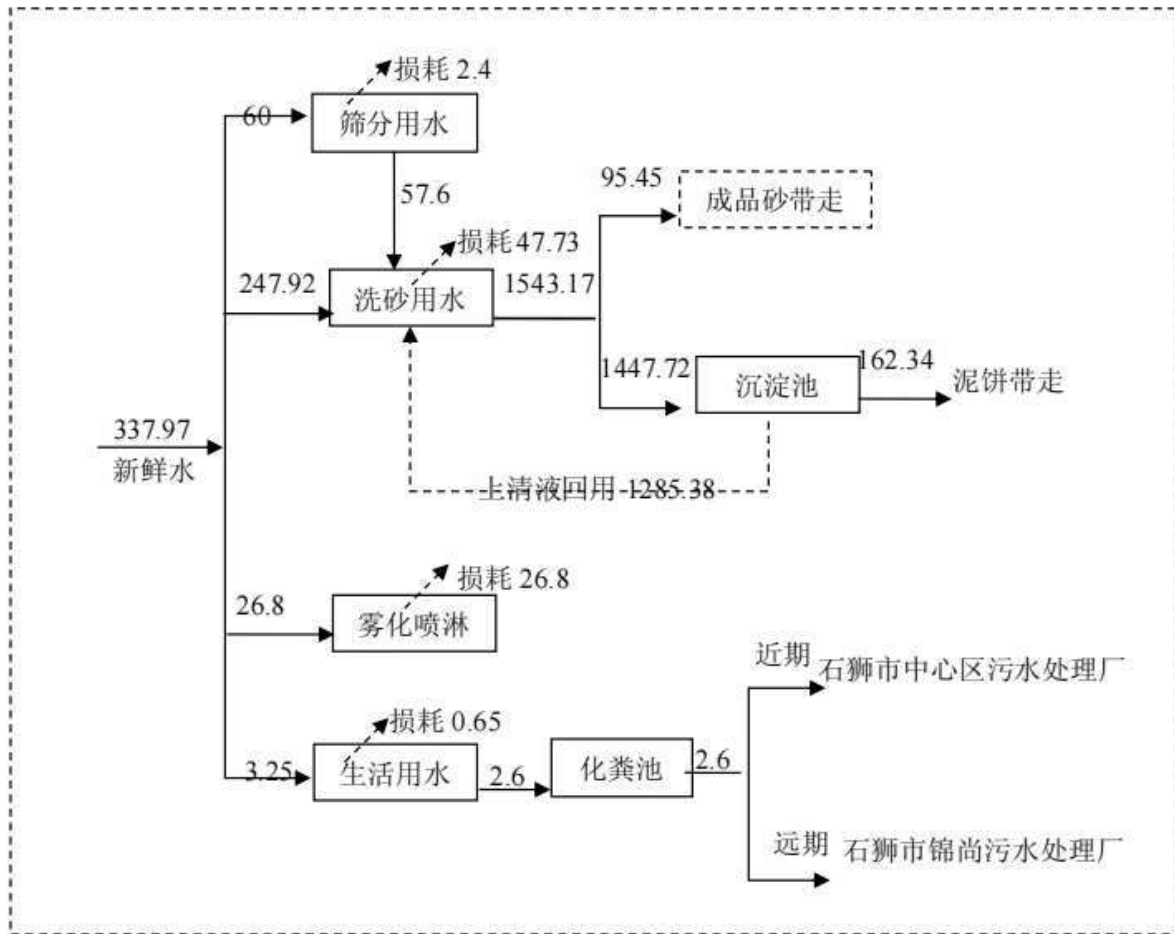 损耗 2.4
60
筛分用水
57.6
95.45
成品砂带走
损耗 47.73
247.92
洗砂用水
1543.17
1447.72
沉淀池
162.34
泥饼带走
337.97
新鲜水
上清液回用 1285.38
损耗 26.8
26.8
雾化喷淋
近期
石狮市中心区污水处理厂
损耗 0.65
3.25
生活用水
2.6
化粪池
2.6
远期
石狮市锦尚污水处理厂